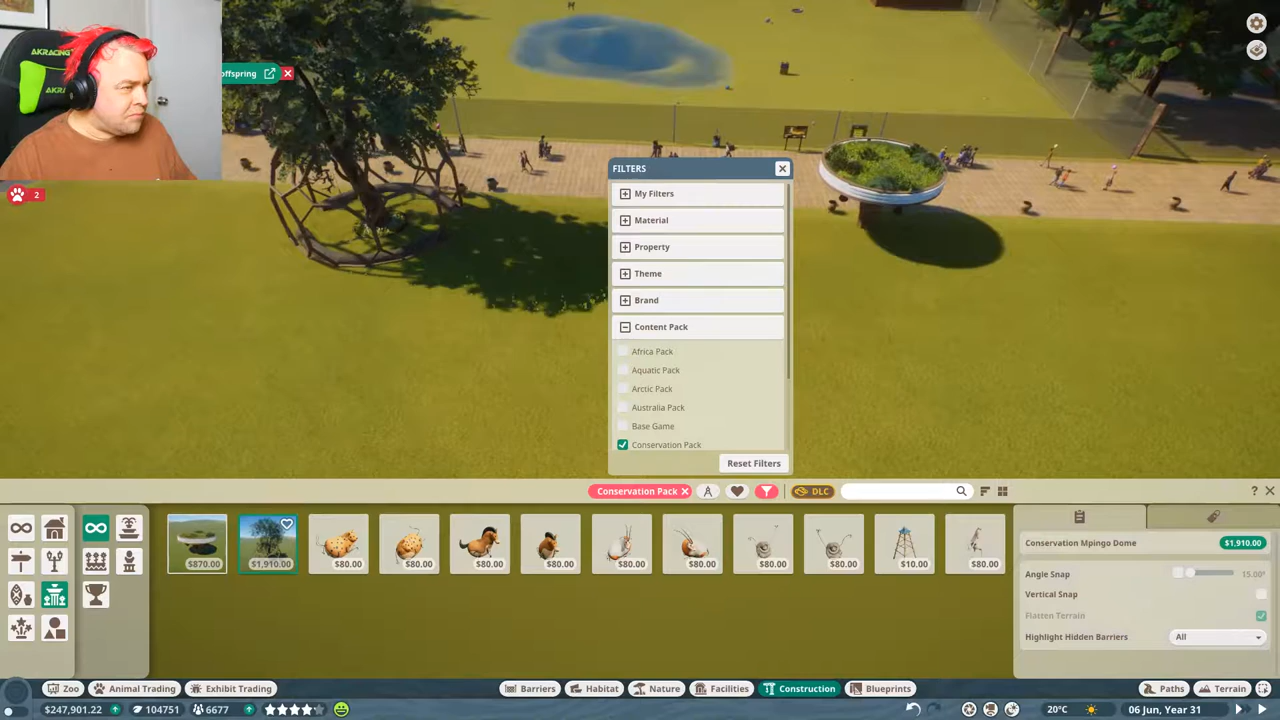 AKRACING
AKRACING
offspring
2
FILTERS
My Filters
Material
Property
Theme
Brand
Content Pack
Africa Pack
Aquatic Pack
Arctic Pack
Australia Pack
Base Game
Conservation Pack
Reset Filters
Conservation Pack
DLC
?
$870.00
$1,910.00
$80.00
$80.00
$80.00
$80.00
$80.00
$80.00
$80.00
$80.00
$10.00
$80.00
Conservation Mpingo Dome $1,910.00
Angle Snap 15.00°
Vertical Snap
Flatten Terrain
Highlight Hidden Barriers All
Zoo Animal Trading Exhibit Trading Barriers Habitat Nature Facilities Construction Blueprints Paths Terrain
$247,901.22 104751 6677 20°C 06 Jun, Year 31